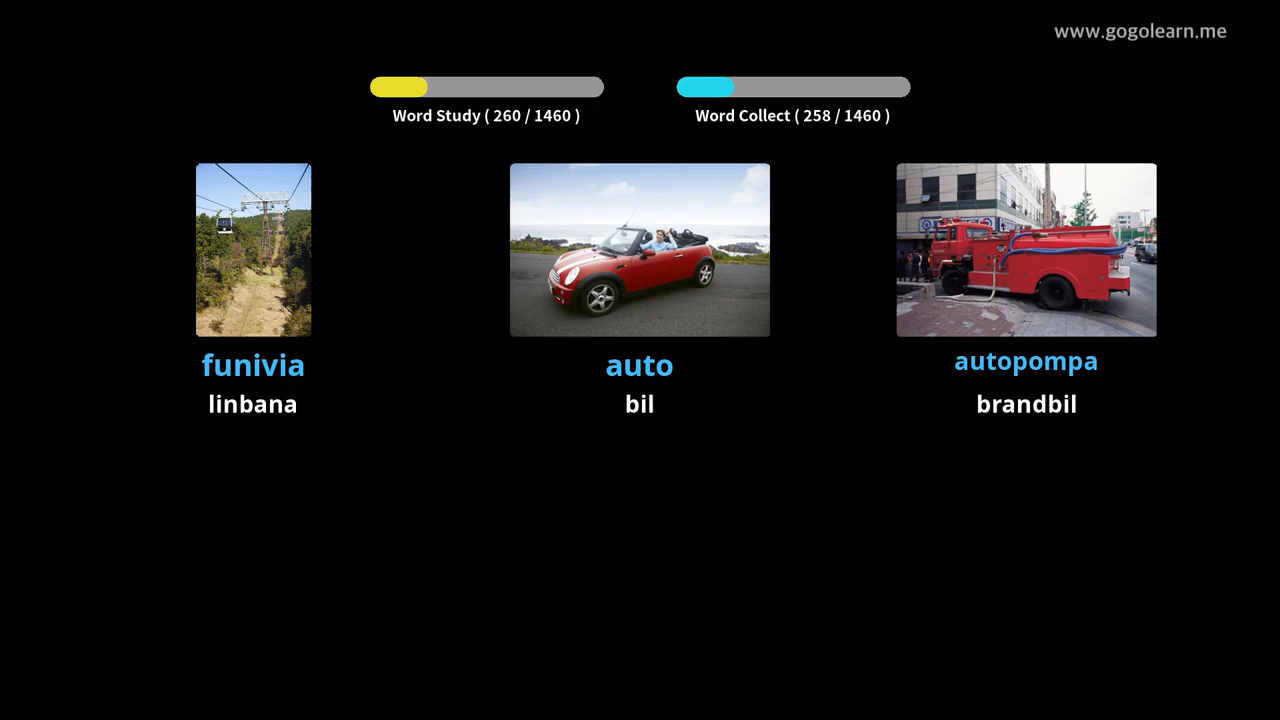 www.gogolearn.me
Word Study ( 260 / 1460 )
Word Collect ( 258 / 1460 )
funivia
linbana
auto
bil
autopompa
brandbil